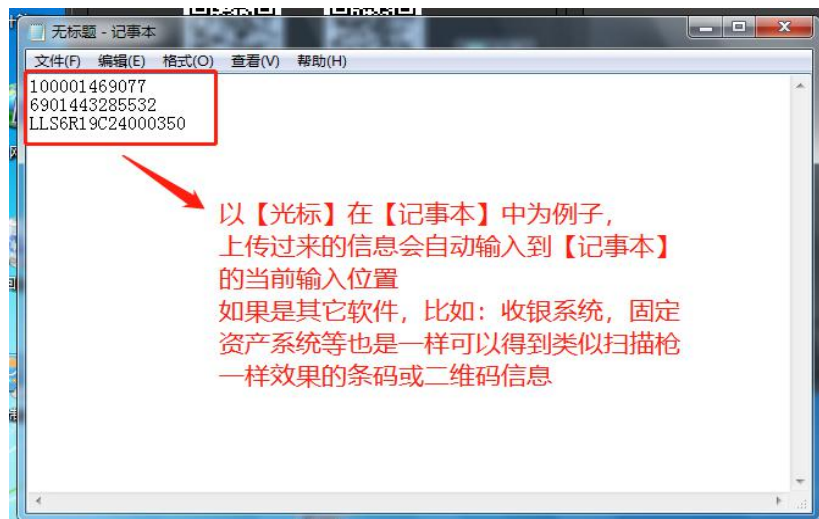 无标题 - 记事本
文件(F) 编辑(E) 格式(O) 查看(V) 帮助(H)
100001469077
6901443285532
LLS6R19C24000350
以【光标】在【记事本】中为例子，
上传过来的信息会自动输入到【记事本】
的当前输入位置
如果是其它软件，比如：收银系统，固定
资产系统等也是一样可以得到类似扫描枪
一样效果的条码或二维码信息